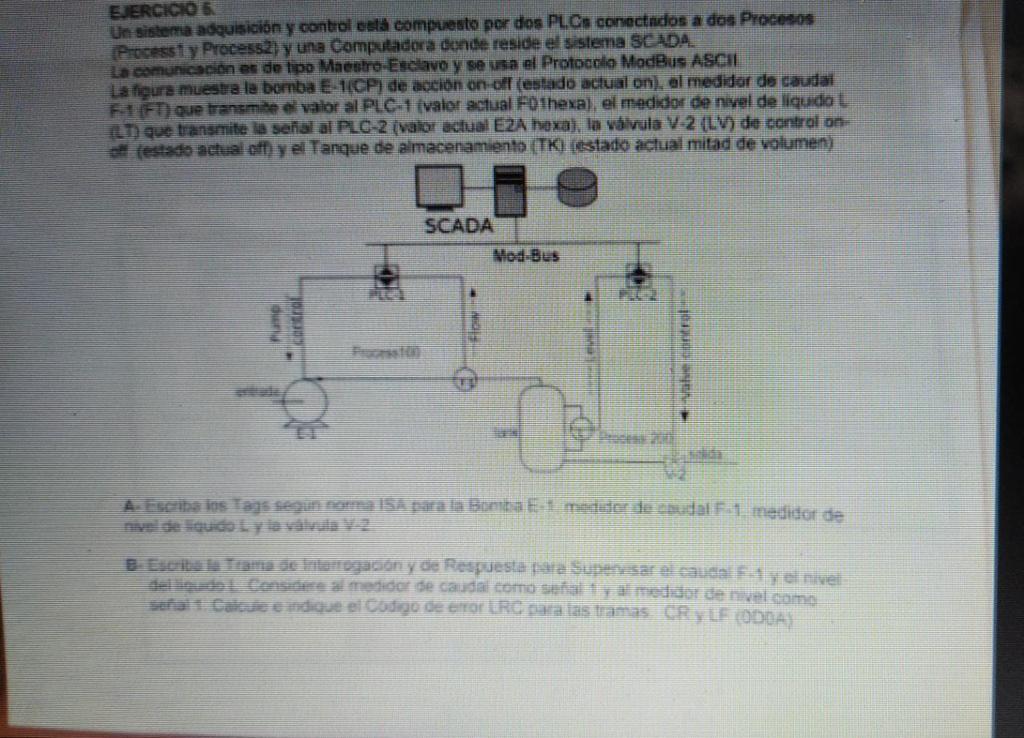 EJERCICIO 5.
Un sistema adquisición y control está compuesto por dos PLCs conectados a dos Procesos
(Process1 y Process2) y una Computadora donde reside el sistema SCADA.
La comunicación es de tipo Maestro-Esclavo y se usa el Protocolo ModBus ASCII.
La figura muestra la bomba E-1(CP) de acción on-off (estado actual on), el medidor de caudal
F-1 (FT) que transmite el valor al PLC-1 (valor actual F01hexa), el medidor de nivel de líquido L
(LT) que transmite la señal al PLC-2 (valor actual E2A hexa), la válvula V-2 (LV) de control on-
off (estado actual off) y el Tanque de almacenamiento (TK) (estado actual mitad de volumen)
SCADA
Mod-Bus
PLC-1
PLC-2
Pump control
Flow
Level
Valve control
Process100
entrada
E-1
Process 200
salida
V-2
A- Escriba los Tags según norma ISA para la Bomba E-1, medidor de caudal F-1, medidor de
nivel de líquido L y la válvula V-2
B- Escriba la Trama de Interrogación y de Respuesta para Supervisar el caudal F-1 y el nivel
del líquido L. Considere al medidor de caudal como señal 1 y al medidor de nivel como
señal 1. Calcule e indique el Código de error LRC para las tramas. CR y LF (0D0A)